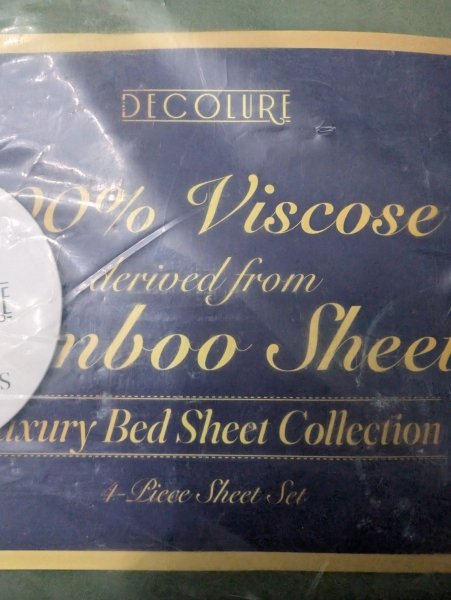 DECOLURE
00% Viscose
derived from
mboo Sheet
uxury Bed Sheet Collection
4-Piece Sheet Set
E
E
S